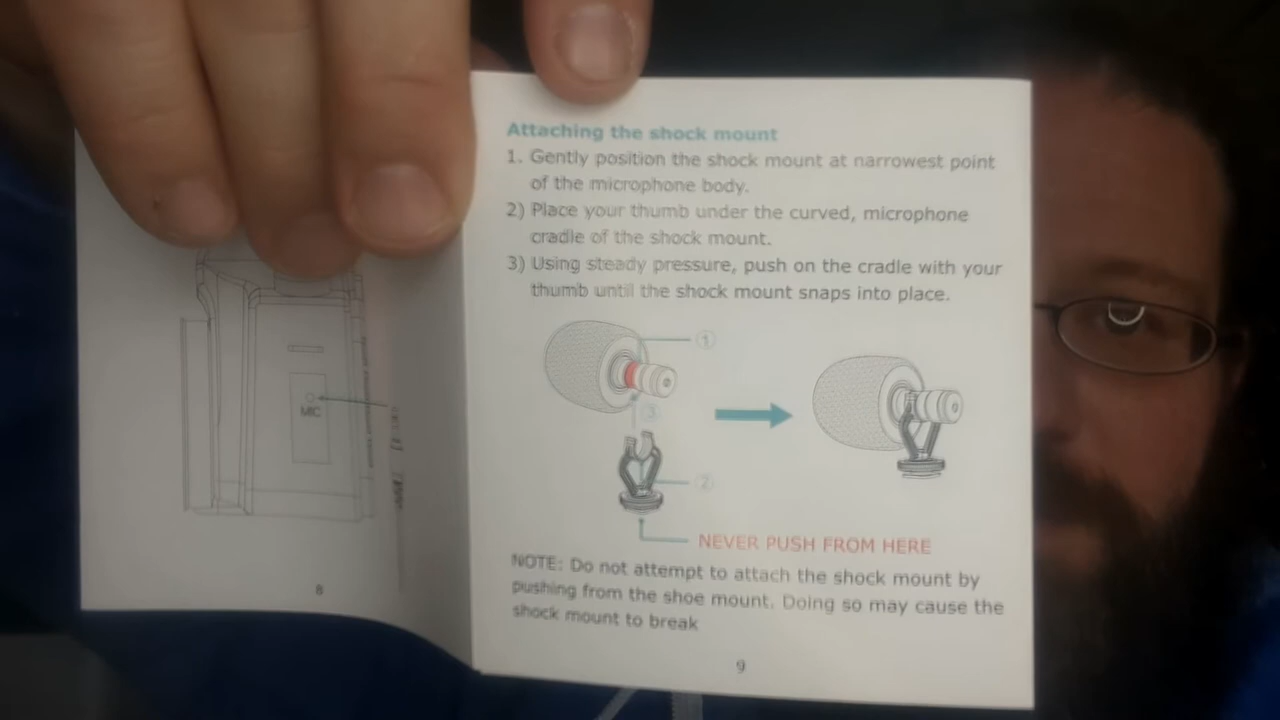 MIC
8
Attaching the shock mount
1. Gently position the shock mount at narrowest point
of the microphone body.
2) Place your thumb under the curved, microphone
cradle of the shock mount.
3) Using steady pressure, push on the cradle with your
thumb until the shock mount snaps into place.
1
3
2
NEVER PUSH FROM HERE
NOTE: Do not attempt to attach the shock mount by
pushing from the shoe mount. Doing so may cause the
shock mount to break
9